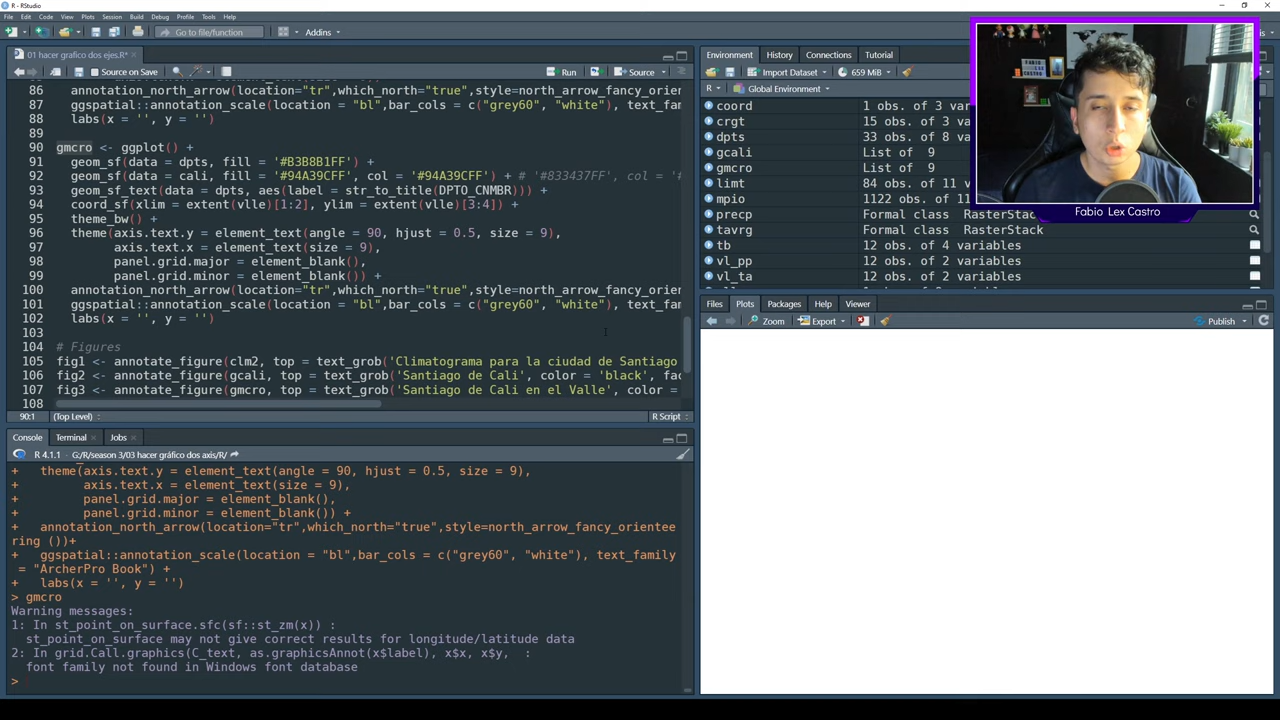 R - RStudio
File Edit Code View Plots Session Build Debug Profile Tools Help
Go to file/function Addins
01 hacer grafico dos ejes.R*
Source on Save Run Source
86 annotation_north_arrow(location="tr",which_north="true",style=north_arrow_fancy_orie
87 ggspatial::annotation_scale(location = "bl",bar_cols = c("grey60", "white"), text_fam
88 labs(x = '', y = '')
89
90 gmcro <- ggplot() +
91 geom_sf(data = dpts, fill = '#B3B8B1FF') +
92 geom_sf(data = cali, fill = '#94A39CFF', col = '#94A39CFF') + # '#833437FF', col = '#
93 geom_sf_text(data = dpts, aes(label = str_to_title(DPTO_CNMBR))) +
94 coord_sf(xlim = extent(vlle)[1:2], ylim = extent(vlle)[3:4]) +
95 theme_bw() +
96 theme(axis.text.y = element_text(angle = 90, hjust = 0.5, size = 9),
97 axis.text.x = element_text(size = 9),
98 panel.grid.major = element_blank(),
99 panel.grid.minor = element_blank()) +
100 annotation_north_arrow(location="tr",which_north="true",style=north_arrow_fancy_orien
101 ggspatial::annotation_scale(location = "bl",bar_cols = c("grey60", "white"), text_fam
102 labs(x = '', y = '')
103
104 # Figures
105 fig1 <- annotate_figure(clm2, top = text_grob('Climatograma para la ciudad de Santiago
106 fig2 <- annotate_figure(gcali, top = text_grob('Santiago de Cali', color = 'black', fac
107 fig3 <- annotate_figure(gmcro, top = text_grob('Santiago de Cali en el Valle', color =
108
90:1 (Top Level) R Script
Console Terminal Jobs
R 4.1.1 · G:/R/season 3/03 hacer gráfico dos axis/R/
+ theme(axis.text.y = element_text(angle = 90, hjust = 0.5, size = 9),
+ axis.text.x = element_text(size = 9),
+ panel.grid.major = element_blank(),
+ panel.grid.minor = element_blank()) +
+ annotation_north_arrow(location="tr",which_north="true",style=north_arrow_fancy_orientee
ring ())+
+ ggspatial::annotation_scale(location = "bl",bar_cols = c("grey60", "white"), text_family
= "ArcherPro Book") +
+ labs(x = '', y = '')
> gmcro
Warning messages:
1: In st_point_on_surface.sfc(sf::st_zm(x)) :
st_point_on_surface may not give correct results for longitude/latitude data
2: In grid.Call.graphics(C_text, as.graphicsAnnot(x$label), x$x, x$y, :
font family not found in Windows font database
>
Environment History Connections Tutorial
Import Dataset 659 MiB
R Global Environment
coord 1 obs. of 3 vari
crgt 15 obs. of 3 var
dpts 33 obs. of 8 var
gcali List of 9
gmcro List of 9
limt 84 obs. of 11 va
mpio 1122 obs. of 11
precp Formal class RasterStac
tavrg Formal class RasterStack
tb 12 obs. of 4 variables
vl_pp 12 obs. of 2 variables
vl_ta 12 obs. of 2 variables
Files Plots Packages Help Viewer
Zoom Export Publish
Fabio Lex Castro